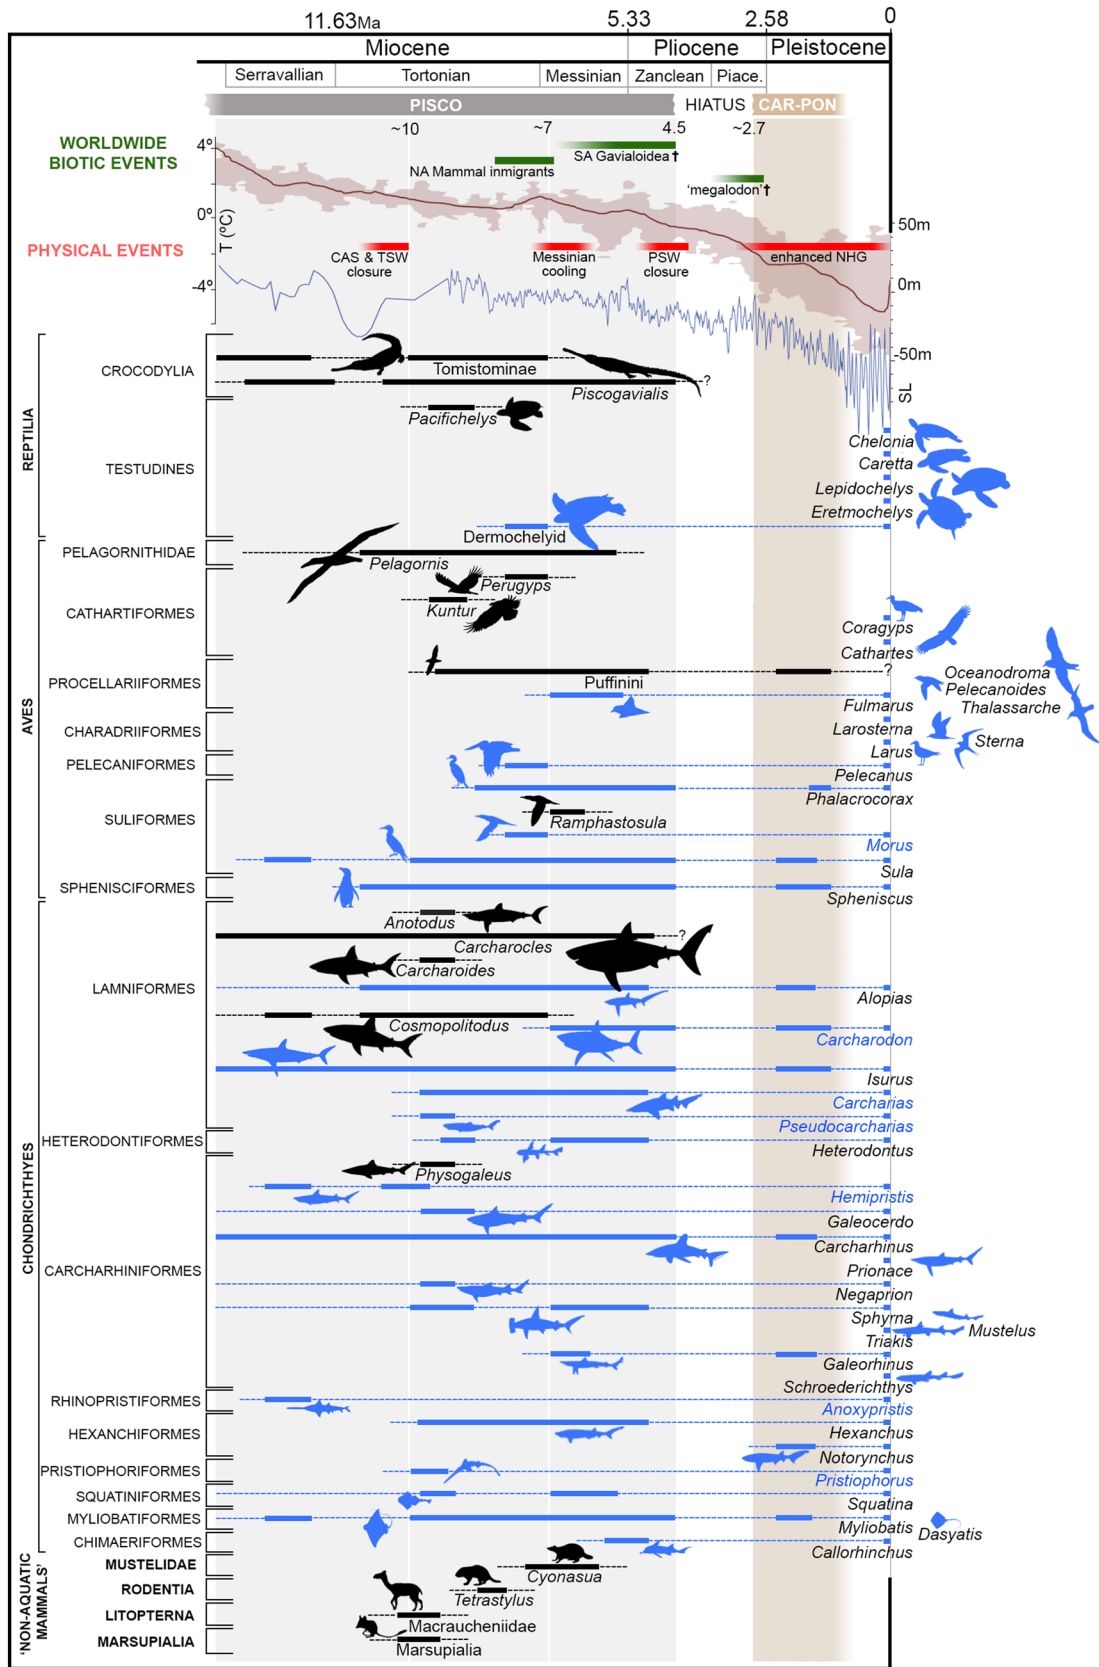 11.63Ma 5.33 2.58 0
Miocene Pliocene Pleistocene
Serravallian Tortonian Messinian Zanclean Piace.
PISCO HIATUS CAR-PON
~10 ~7 4.5 ~2.7
WORLDWIDE
BIOTIC EVENTS
4º
SA Gavialoidea†
NA Mammal inmigrants
'megalodon'†
0º
T (ºC)
50m
PHYSICAL EVENTS
CAS & TSW
closure
Messinian
cooling
PSW
closure
enhanced NHG
-4º
0m
-50m
SL
REPTILIA
CROCODYLIA
Tomistominae
Piscogavialis
?
TESTUDINES
Pacifichelys
Chelonia
Caretta
Lepidochelys
Eretmochelys
Dermochelyid
AVES
PELAGORNITHIDAE
Pelagornis
CATHARTIFORMES
Perugyps
Kuntur
Coragyps
Cathartes
PROCELLARIIFORMES
Puffinini
?
Oceanodroma
Pelecanoides
Thalassarche
Fulmarus
CHARADRIIFORMES
Larosterna
Sterna
Larus
PELECANIFORMES
Pelecanus
SULIFORMES
Phalacrocorax
Ramphastosula
Morus
Sula
SPHENISCIFORMES
Spheniscus
CHONDRICHTHYES
LAMNIFORMES
Anotodus
Carcharocles
?
Carcharoides
Alopias
Cosmopolitodus
Carcharodon
Isurus
Carcharias
Pseudocarcharias
HETERODONTIFORMES
Heterodontus
CARCHARHINIFORMES
Physogaleus
Hemipristis
Galeocerdo
Carcharhinus
Prionace
Negaprion
Sphyrna
Mustelus
Triakis
Galeorhinus
Schroederichthys
RHINOPRISTIFORMES
Anoxypristis
HEXANCHIFORMES
Hexanchus
Notorynchus
PRISTIOPHORIFORMES
Pristiophorus
SQUATINIFORMES
Squatina
MYLIOBATIFORMES
Myliobatis
Dasyatis
CHIMAERIFORMES
Callorhinchus
'NON-AQUATIC
MAMMALS'
MUSTELIDAE
Cyonasua
RODENTIA
Tetrastylus
LITOPTERNA
Macraucheniidae
MARSUPIALIA
Marsupialia